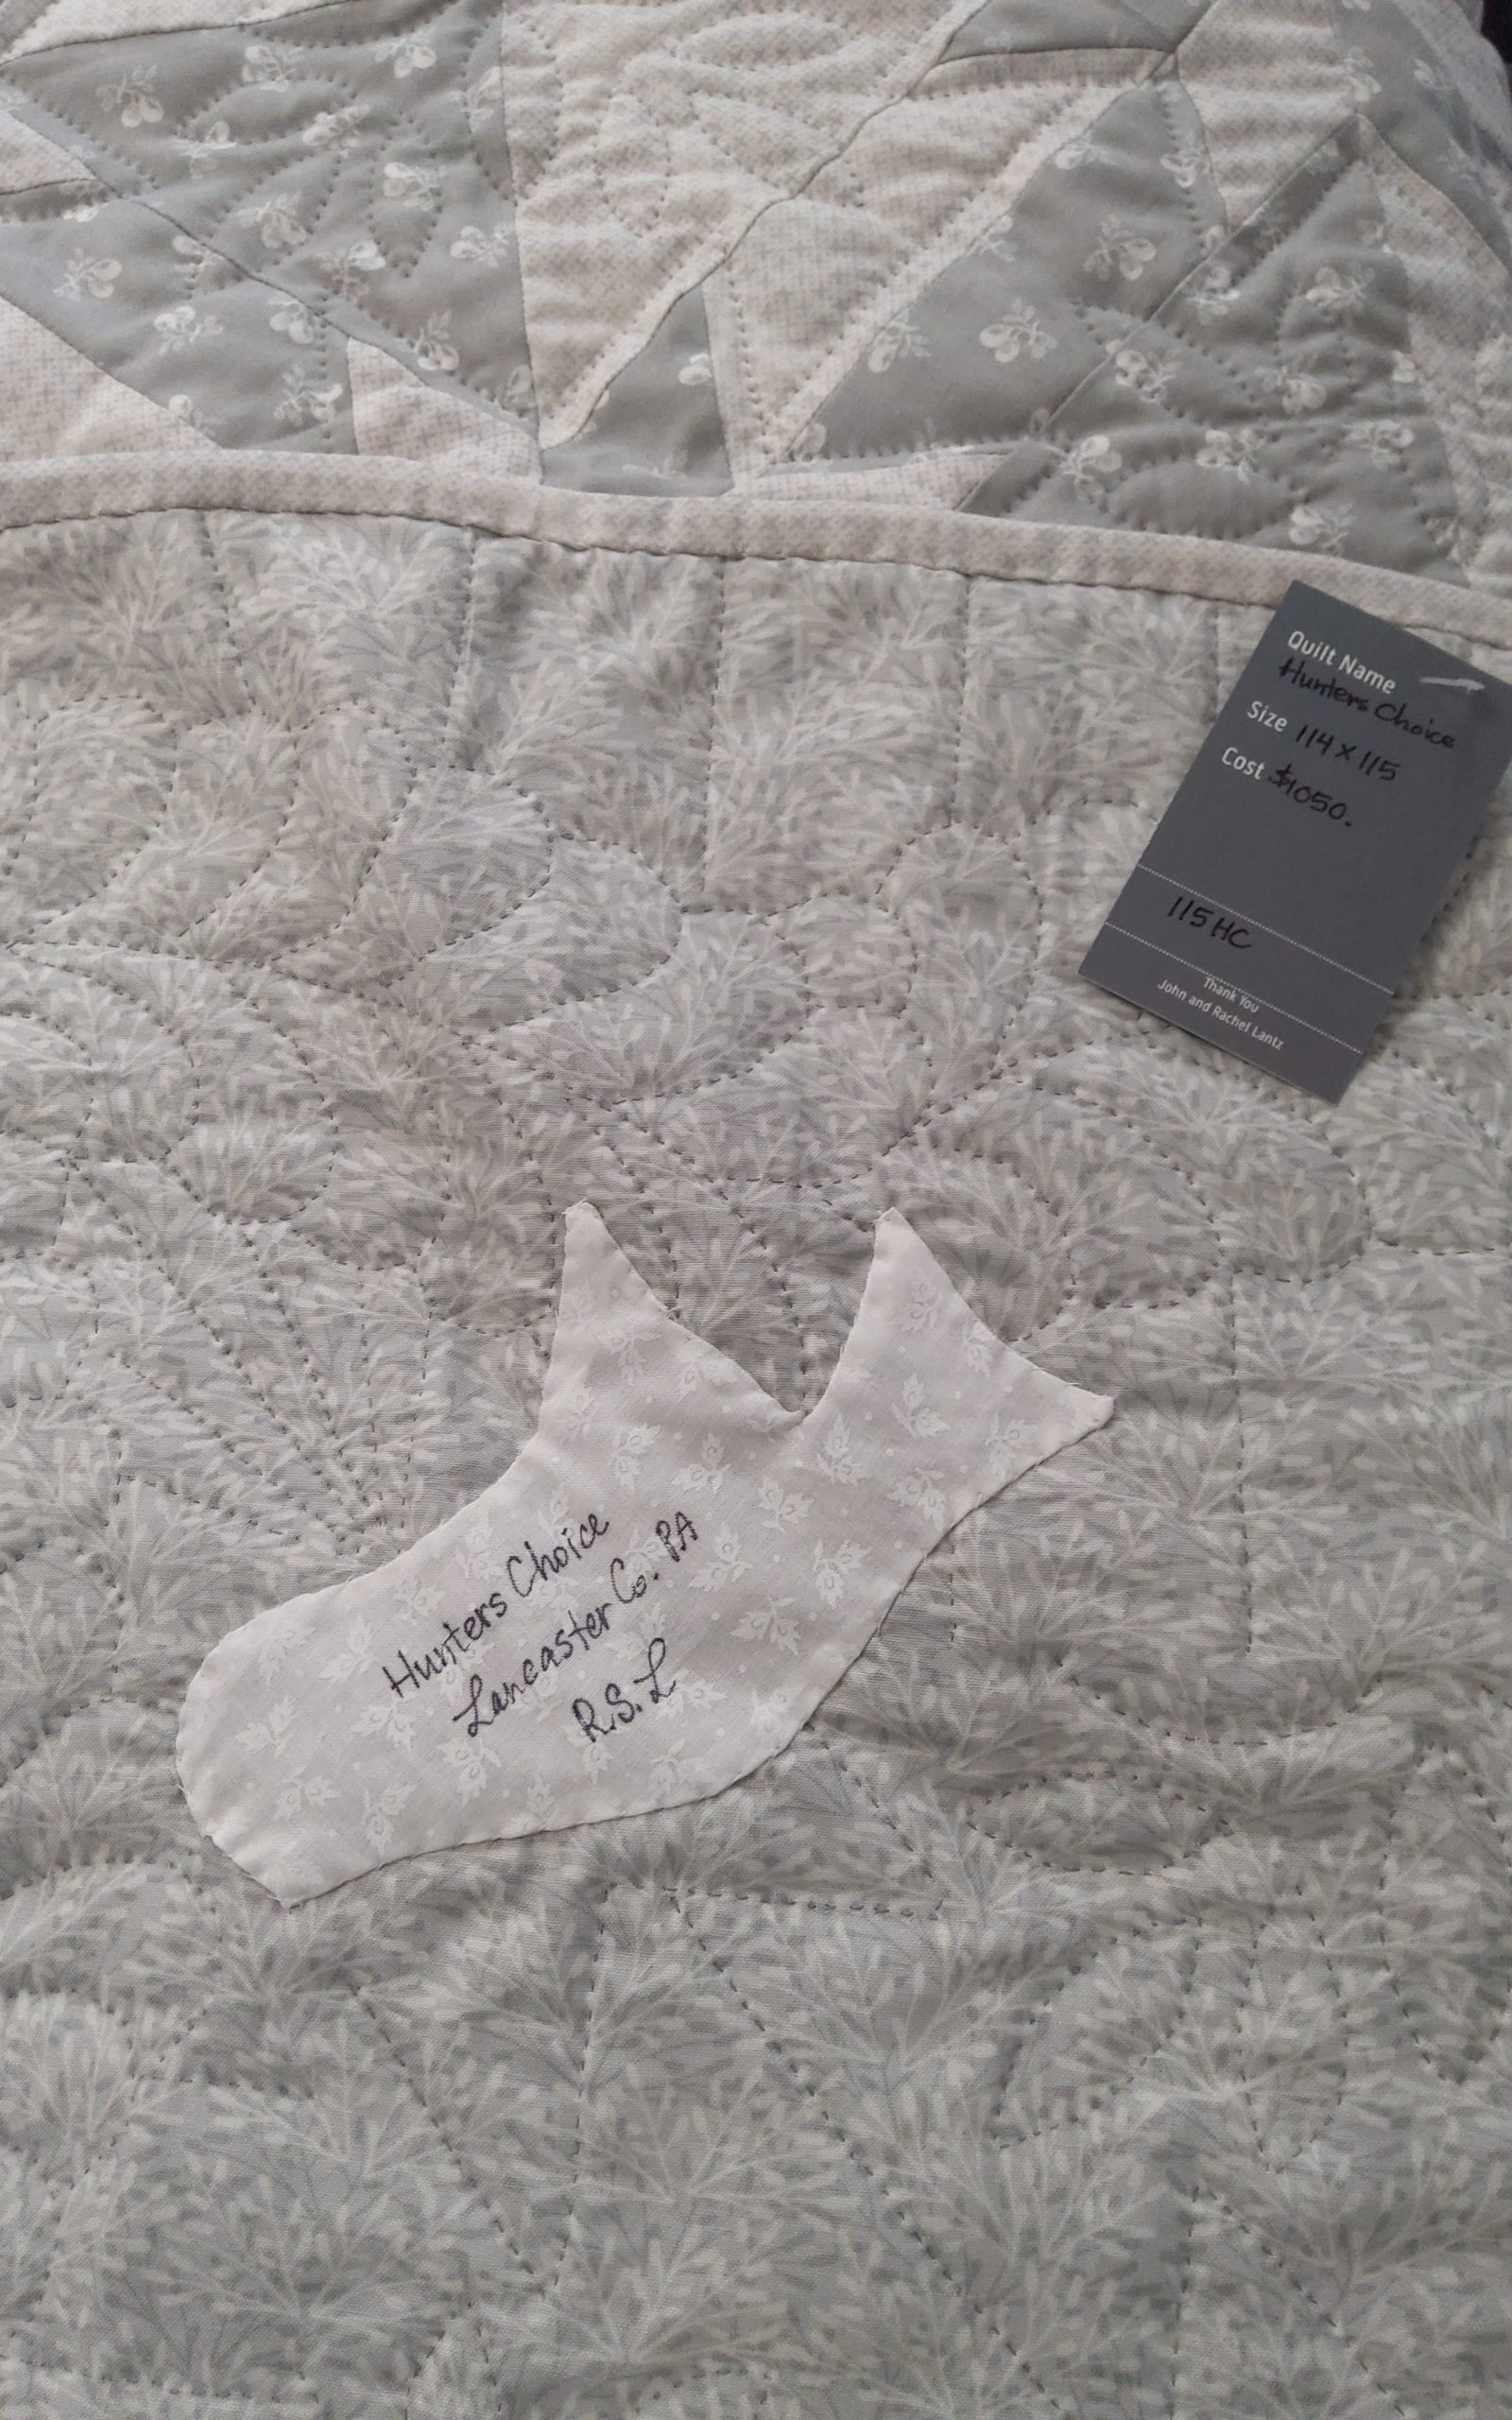 Quilt Name
Hunters Choice
Size 114 x 115
Cost $1050.
115 HC
Thank You
John and Rachel Lantz
Hunters Choice
Lancaster Co. PA
R.S.L